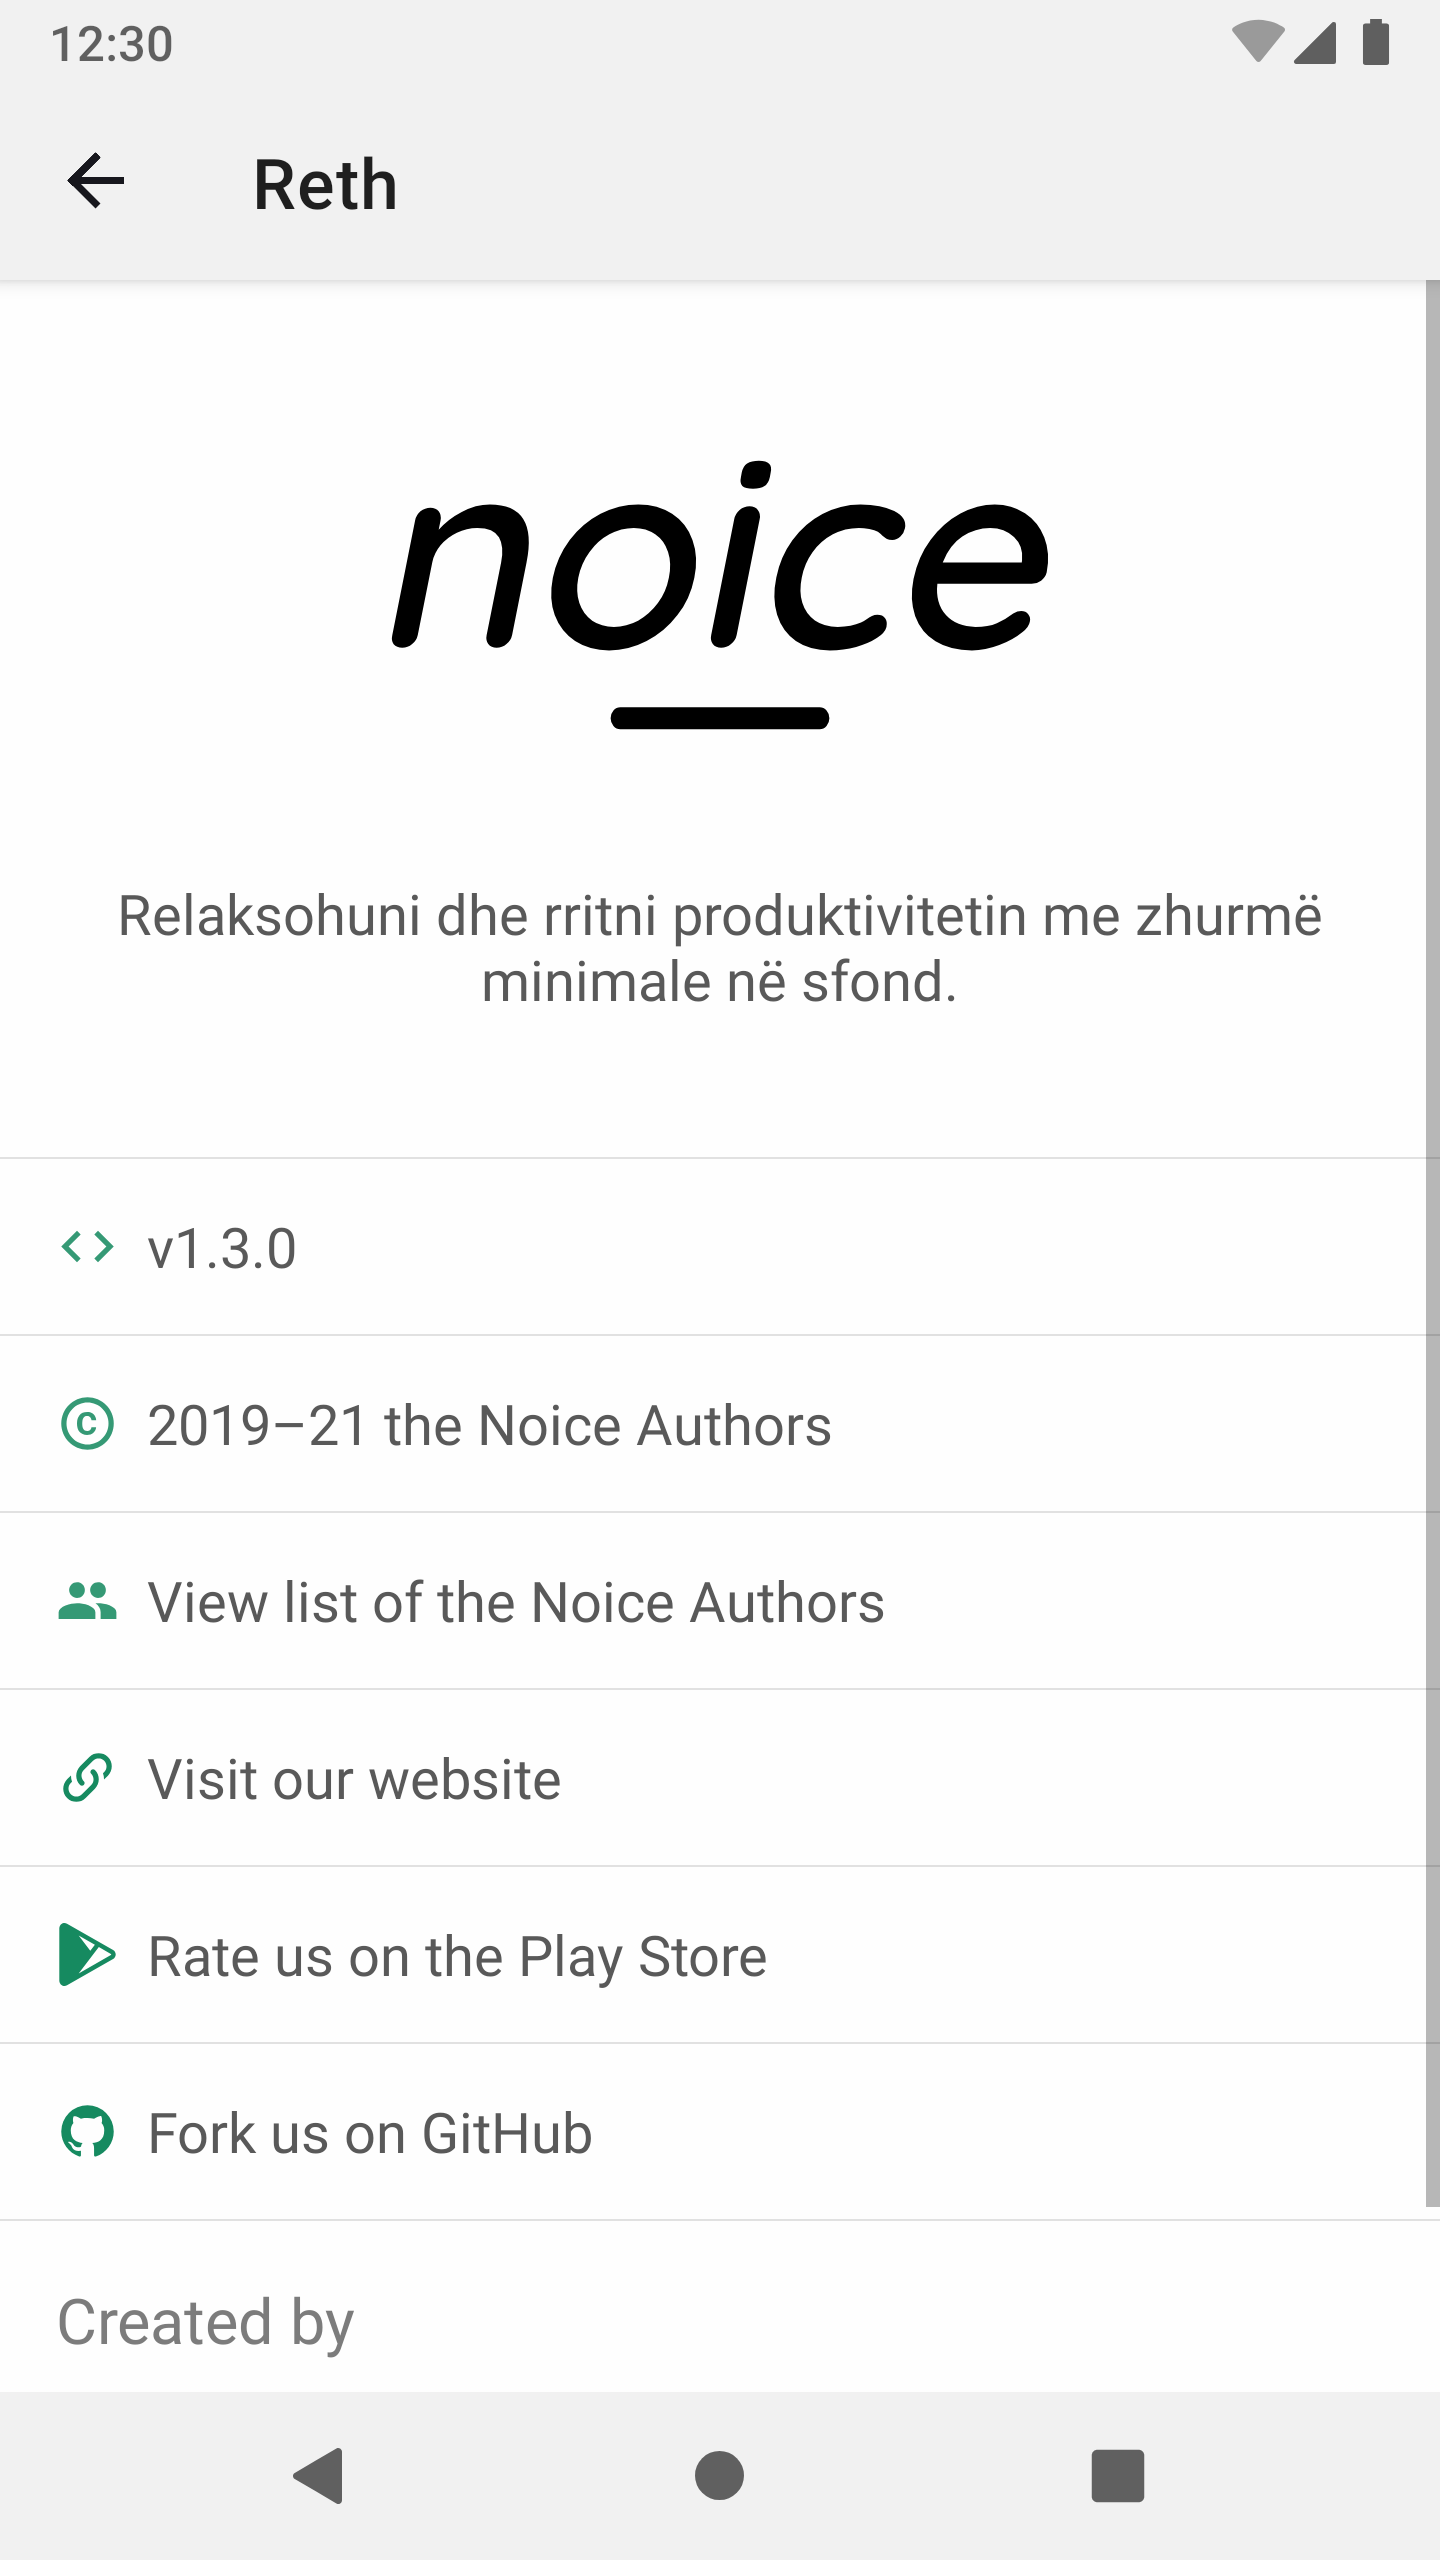 12:30
Reth
noice
Relaksohuni dhe rritni produktivitetin me zhurmë
minimale në sfond.
v1.3.0
2019–21 the Noice Authors
View list of the Noice Authors
Visit our website
Rate us on the Play Store
Fork us on GitHub
Created by